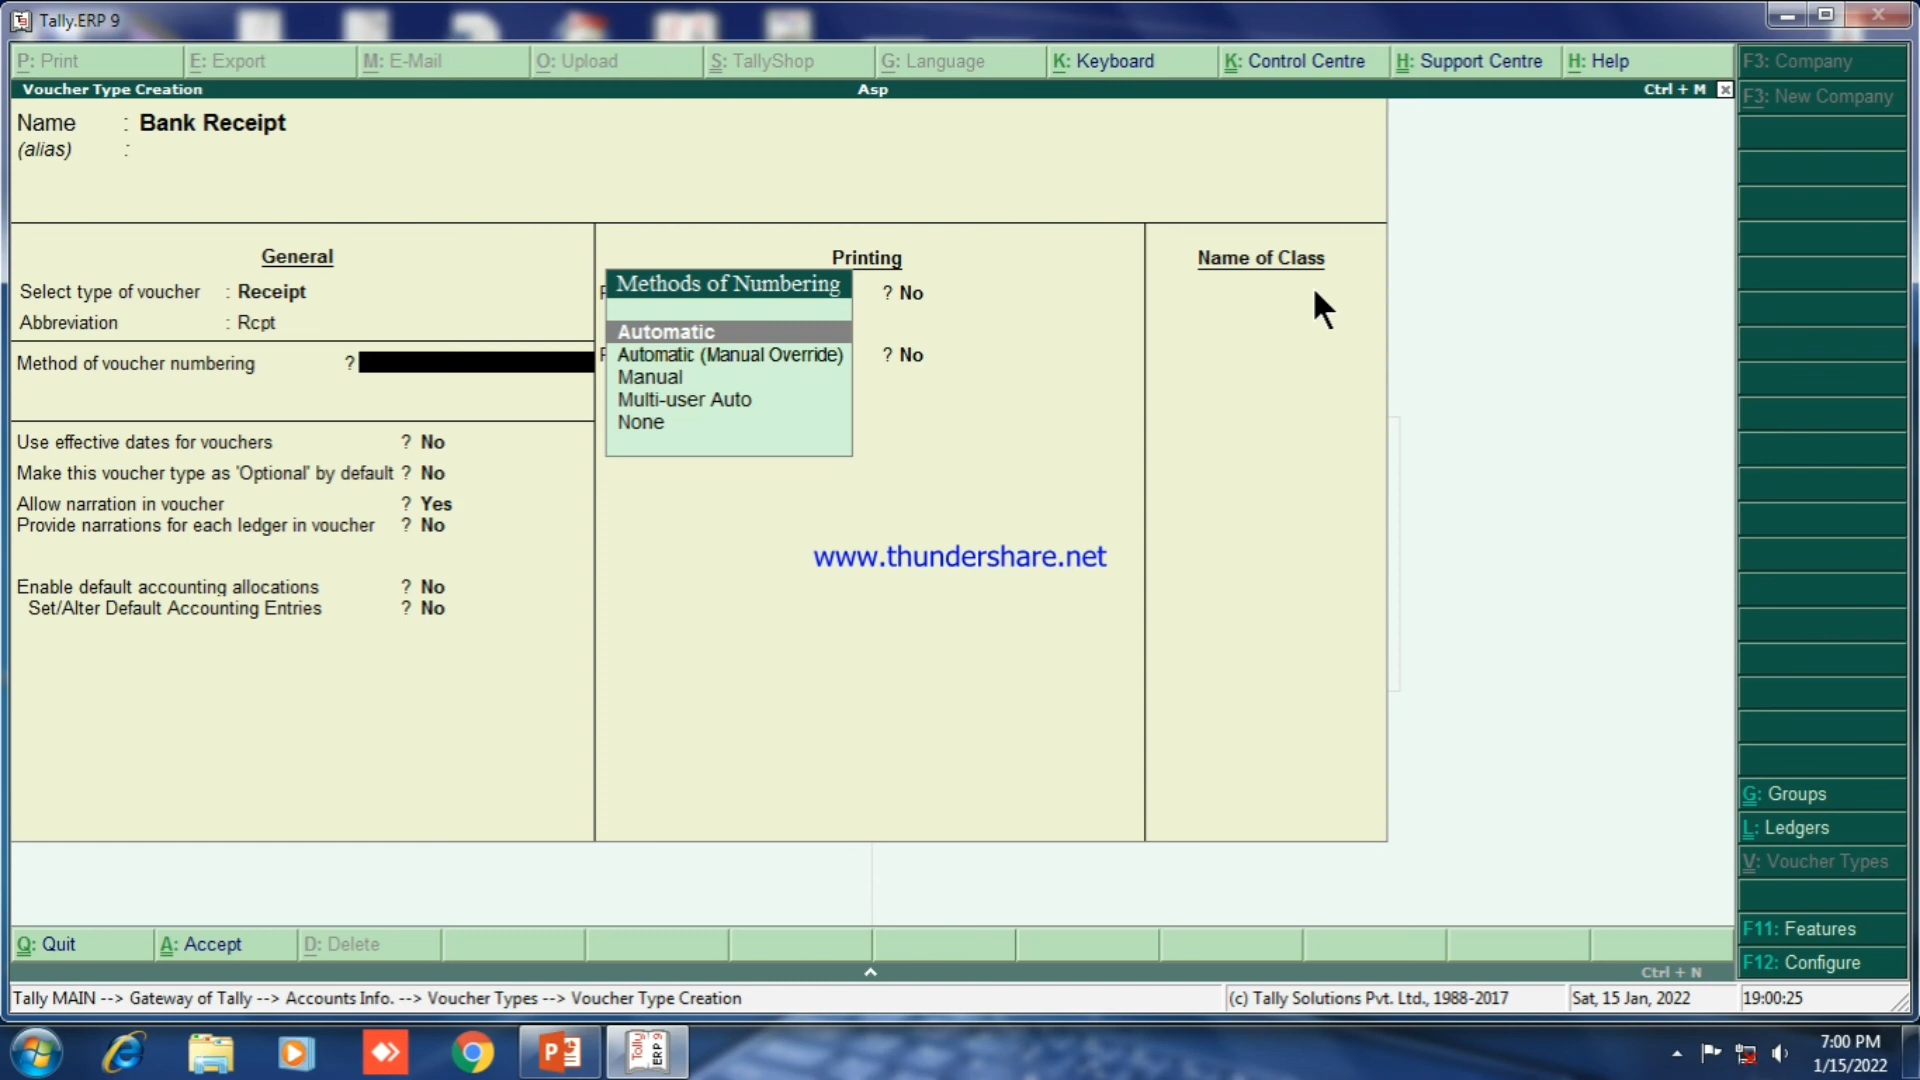 Tally.ERP 9
P: Print E: Export M: E-Mail O: Upload S: TallyShop G: Language K: Keyboard K: Control Centre H: Support Centre H: Help F3: Company
Voucher Type Creation Asp Ctrl + M F3: New Company
Name : Bank Receipt
(alias) :
General
Select type of voucher : Receipt
Abbreviation : Rcpt
Method of voucher numbering ?
Use effective dates for vouchers ? No
Make this voucher type as 'Optional' by default ? No
Allow narration in voucher ? Yes
Provide narrations for each ledger in voucher ? No
Enable default accounting allocations ? No
Set/Alter Default Accounting Entries ? No
Printing
? No
? No
Methods of Numbering
Automatic
Automatic (Manual Override)
Manual
Multi-user Auto
None
Name of Class
www.thundershare.net
G: Groups
L: Ledgers
V: Voucher Types
F11: Features
F12: Configure
Q: Quit A: Accept D: Delete
Ctrl + N
Tally MAIN --> Gateway of Tally --> Accounts Info. --> Voucher Types --> Voucher Type Creation (c) Tally Solutions Pvt. Ltd., 1988-2017 Sat, 15 Jan, 2022 19:00:25
7:00 PM
1/15/2022